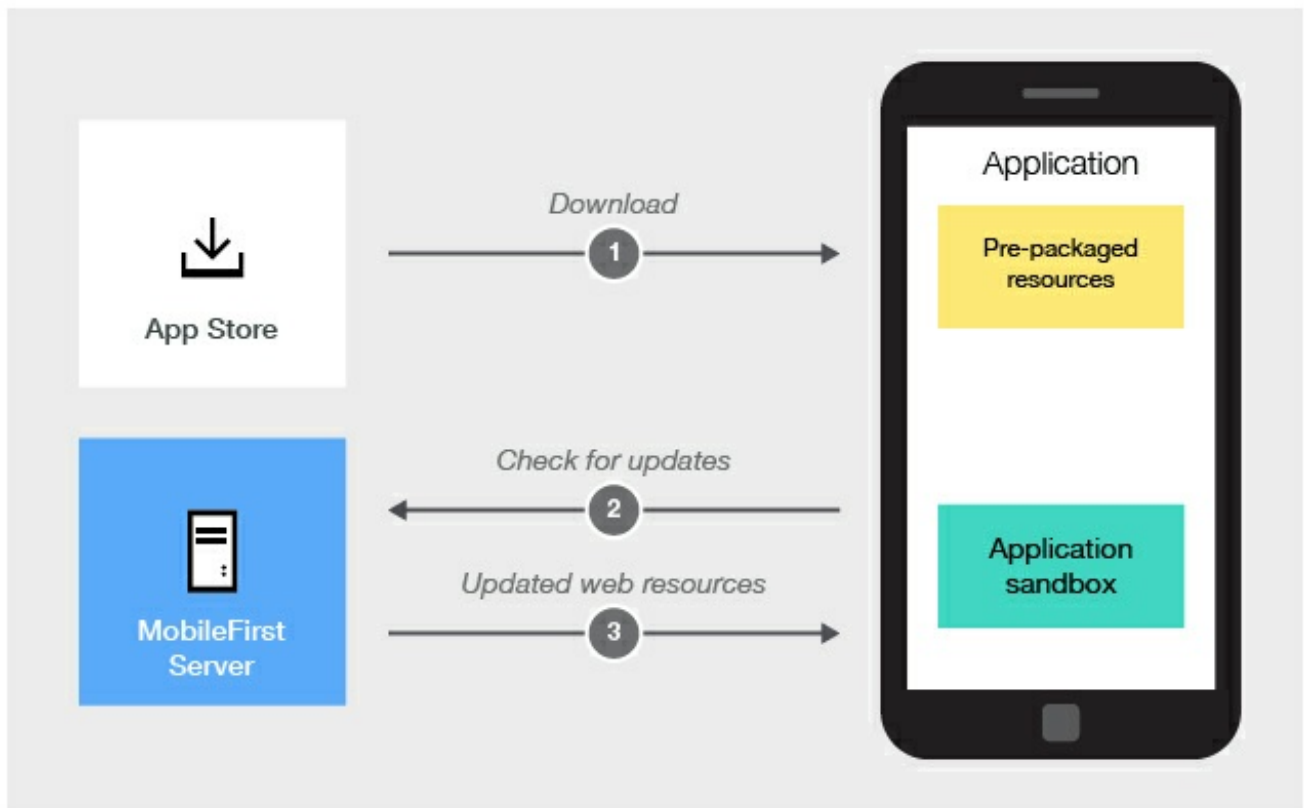 Download
1
App Store
Check for updates
2
Updated web resources
3
MobileFirst
Server
Application
Pre-packaged
resources
Application
sandbox